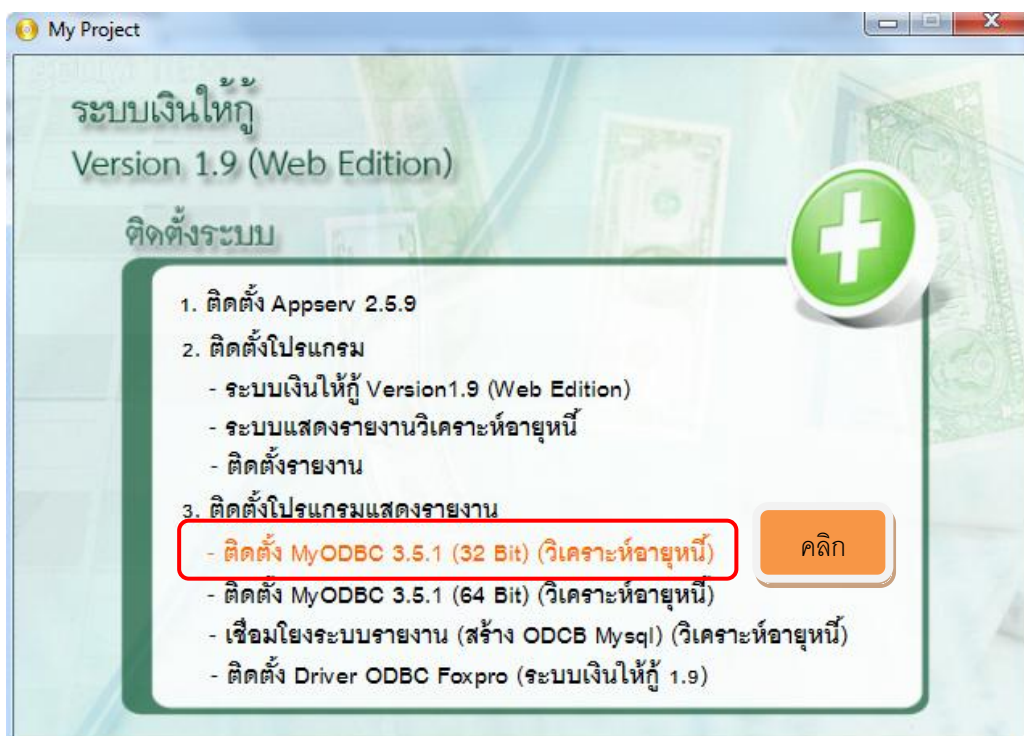 My Project
ระบบเงินให้กู้
Version 1.9 (Web Edition)
ติดตั้งระบบ
1. ติดตั้ง Appserv 2.5.9
2. ติดตั้งโปรแกรม
- ระบบเงินให้กู้ Version1.9 (Web Edition)
- ระบบแสดงรายงานวิเคราะห์อายุหนี้
- ติดตั้งรายงาน
3. ติดตั้งโปรแกรมแสดงรายงาน
- ติดตั้ง MyODBC 3.5.1 (32 Bit) (วิเคราะห์อายุหนี้)
คลิก
- ติดตั้ง MyODBC 3.5.1 (64 Bit) (วิเคราะห์อายุหนี้)
- เชื่อมโยงระบบรายงาน (สร้าง ODCB Mysql) (วิเคราะห์อายุหนี้)
- ติดตั้ง Driver ODBC Foxpro (ระบบเงินให้กู้ 1.9)